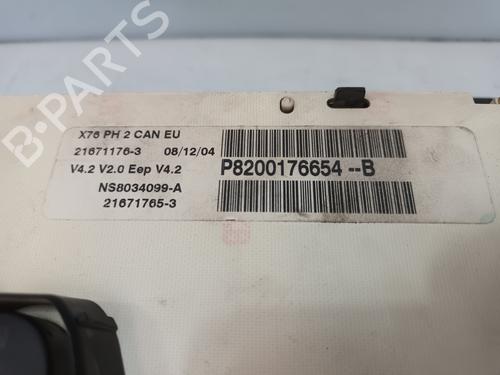 B-PARTS
X76 PH 2 CAN EU
21671176-3 08/12/04
V4.2 V2.0 Eep V4.2
P8200176654 --B
NS8034099-A
21671765-3